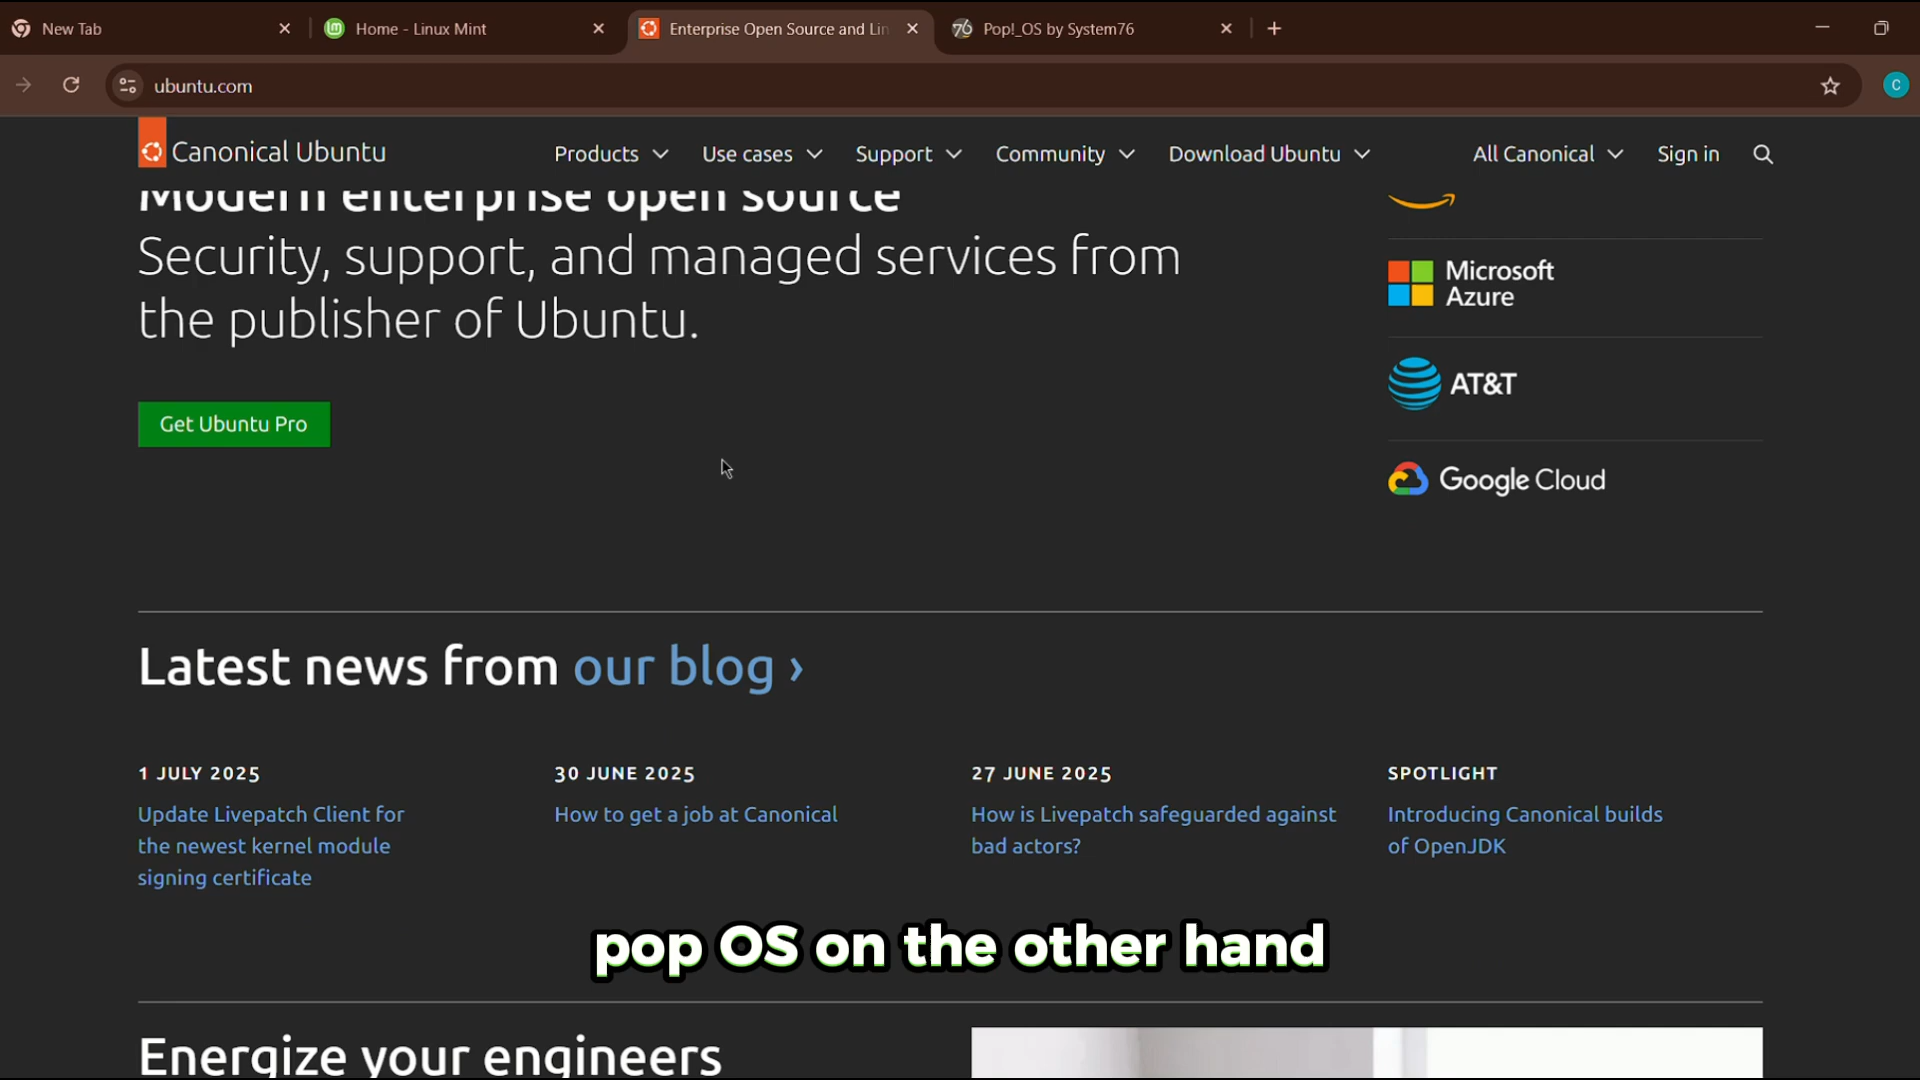 New Tab
Home - Linux Mint
Enterprise Open Source and Lin
Pop!_OS by System76
ubuntu.com
C
Canonical Ubuntu
Products
Use cases
Support
Community
Download Ubuntu
All Canonical
Sign in
Modern enterprise open source
Security, support, and managed services from
the publisher of Ubuntu.
Get Ubuntu Pro
Microsoft
Azure
AT&T
Google Cloud
Latest news from our blog ›
1 JULY 2025
Update Livepatch Client for
the newest kernel module
signing certificate
30 JUNE 2025
How to get a job at Canonical
27 JUNE 2025
How is Livepatch safeguarded against
bad actors?
SPOTLIGHT
Introducing Canonical builds
of OpenJDK
pop OS on the other hand
Energize your engineers